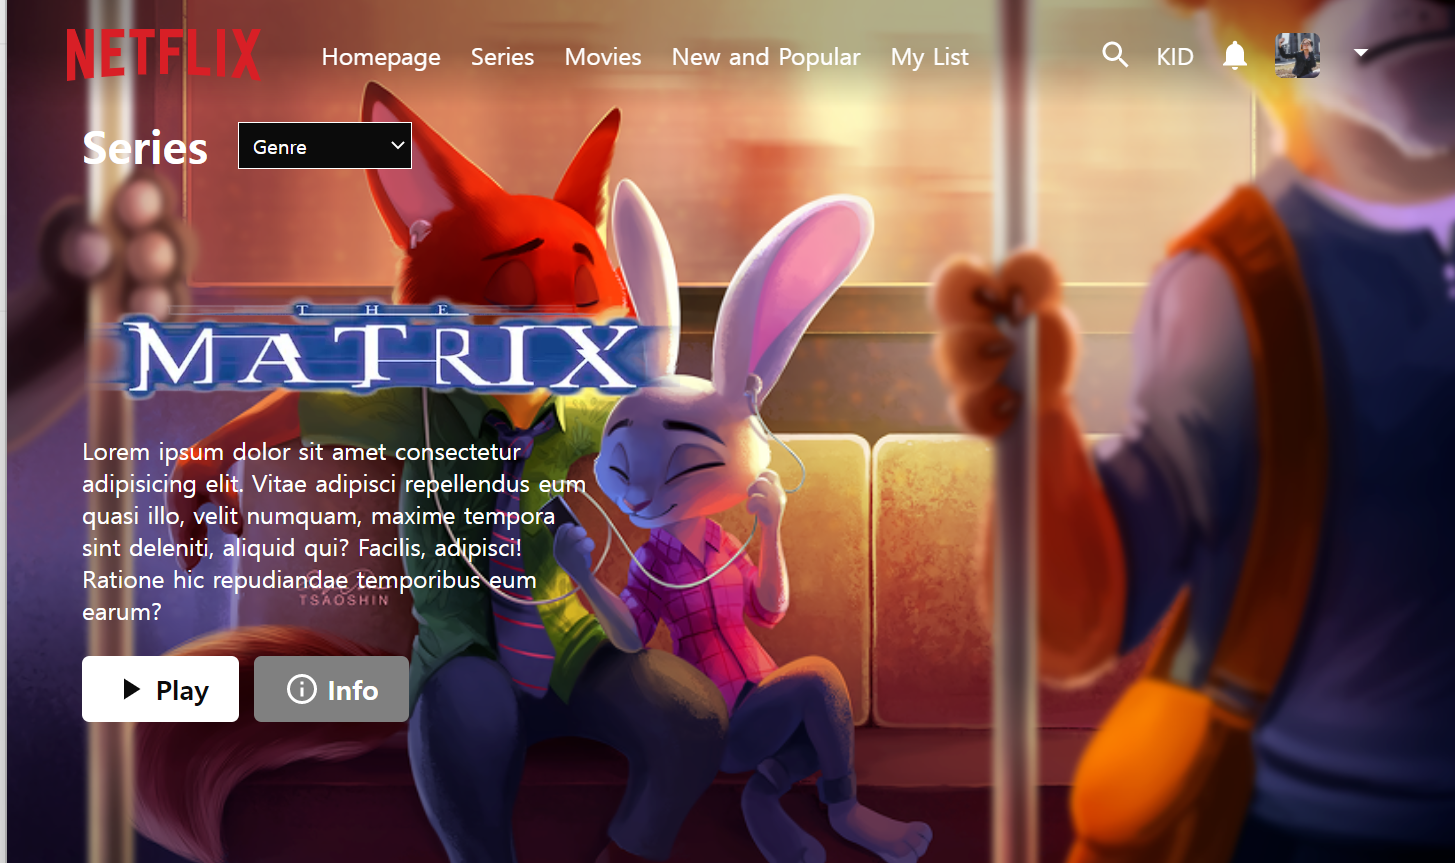 NETFLIX
Homepage Series Movies New and Popular My List KID
Series Genre
THE
MATRIX
Lorem ipsum dolor sit amet consectetur
adipisicing elit. Vitae adipisci repellendus eum
quasi illo, velit numquam, maxime tempora
sint deleniti, aliquid qui? Facilis, adipisci!
Ratione hic repudiandae temporibus eum
earum?
TSAOSHIN
Play Info